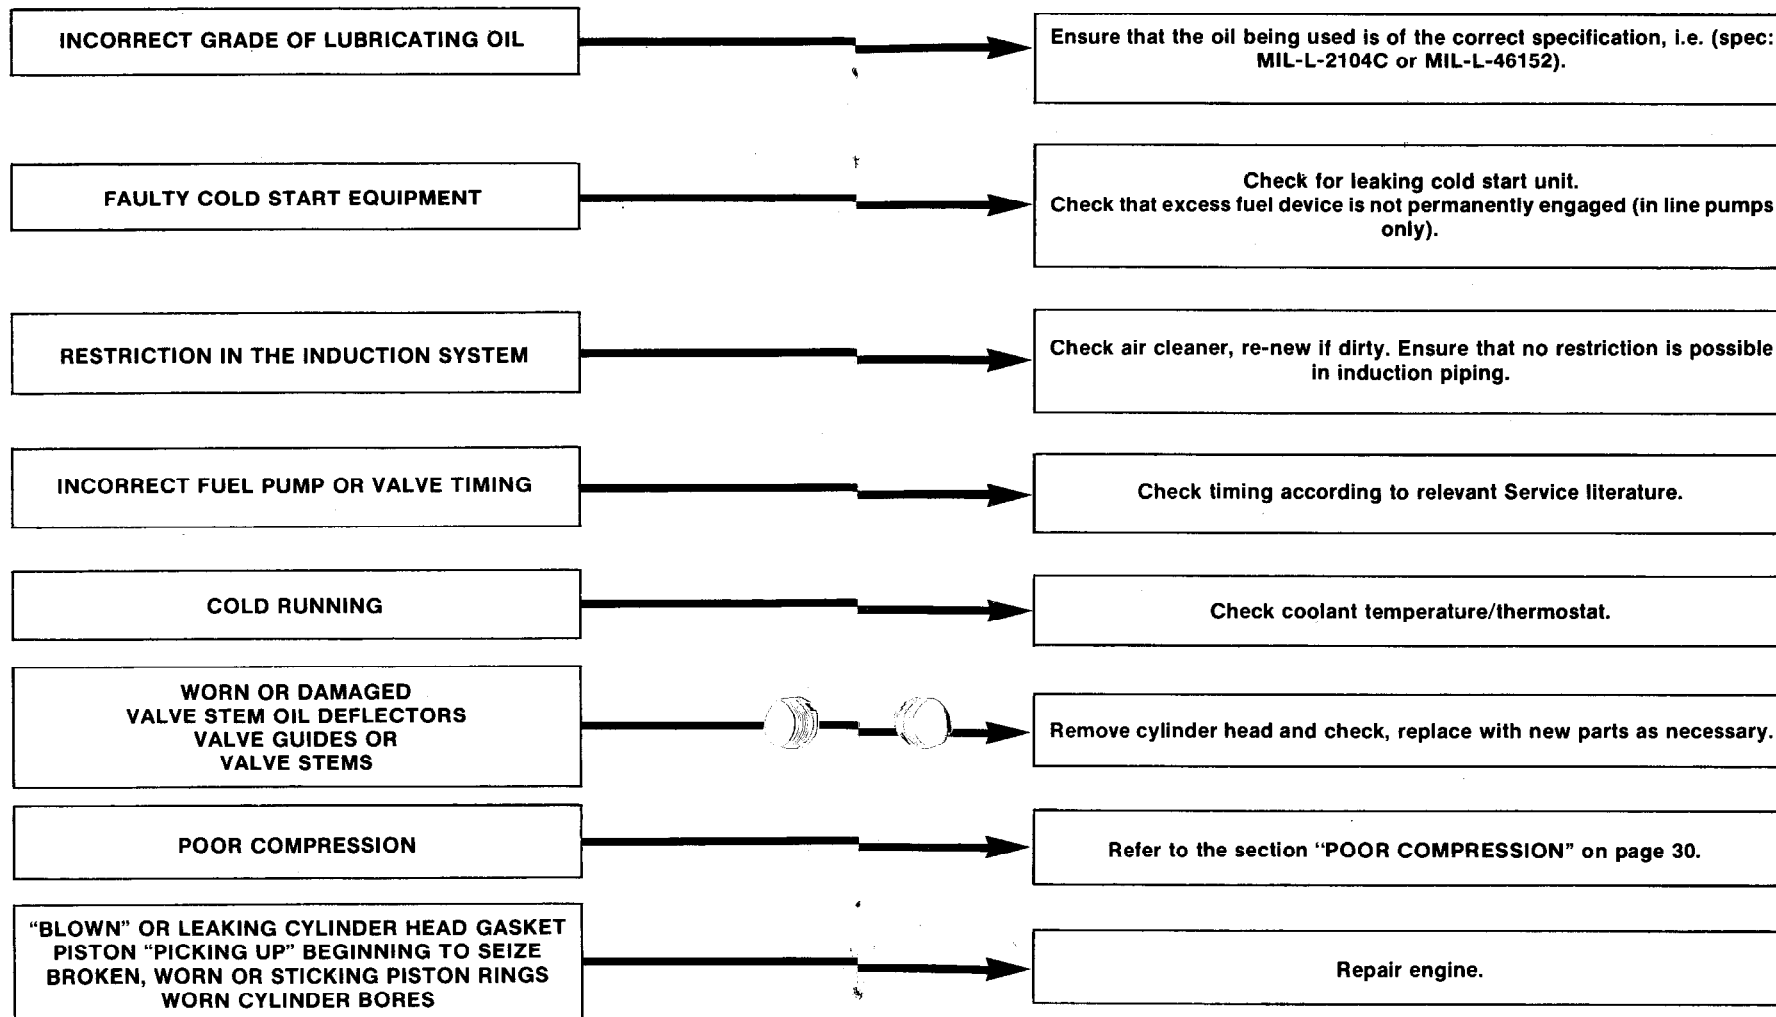 INCORRECT GRADE OF LUBRICATING OIL
Ensure that the oil being used is of the correct specification, i.e. (spec:
MIL-L-2104C or MIL-L-46152).
FAULTY COLD START EQUIPMENT
Check for leaking cold start unit.
Check that excess fuel device is not permanently engaged (in line pumps
only).
RESTRICTION IN THE INDUCTION SYSTEM
Check air cleaner, re-new if dirty. Ensure that no restriction is possible
in induction piping.
INCORRECT FUEL PUMP OR VALVE TIMING
Check timing according to relevant Service literature.
COLD RUNNING
Check coolant temperature/thermostat.
WORN OR DAMAGED
VALVE STEM OIL DEFLECTORS
VALVE GUIDES OR
VALVE STEMS
Remove cylinder head and check, replace with new parts as necessary.
POOR COMPRESSION
Refer to the section “POOR COMPRESSION” on page 30.
“BLOWN” OR LEAKING CYLINDER HEAD GASKET
PISTON “PICKING UP” BEGINNING TO SEIZE
BROKEN, WORN OR STICKING PISTON RINGS
WORN CYLINDER BORES
Repair engine.